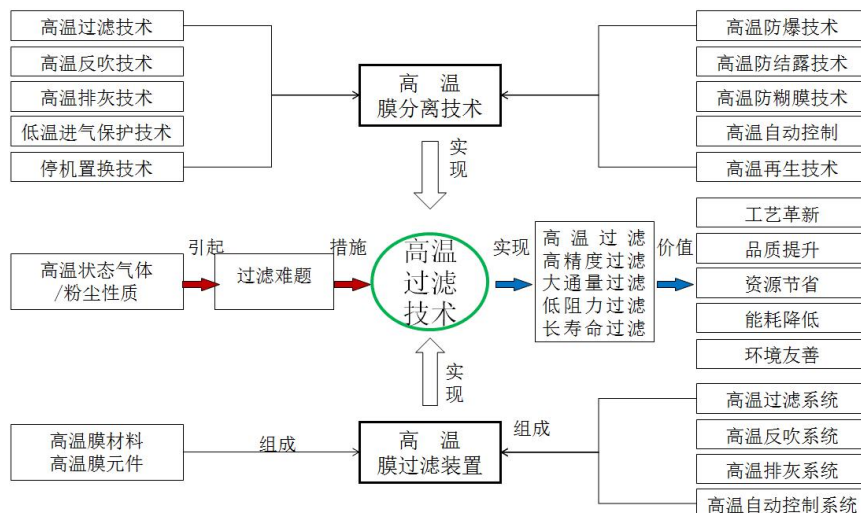 高温过滤技术
高温反吹技术
高温排灰技术
低温进气保护技术
停机置换技术
高 温
膜分离技术
高温防爆技术
高温防结露技术
高温防糊膜技术
高温自动控制
高温再生技术
实现
高温状态气体
/粉尘性质
引起
过滤难题
措施
高温
过滤
技术
实现
高温过滤
高精度过滤
大通量过滤
低阻力过滤
长寿命过滤
价值
工艺革新
品质提升
资源节省
能耗降低
环境友善
实现
高温膜材料
高温膜元件
组成
高 温
膜过滤装置
组成
高温过滤系统
高温反吹系统
高温排灰系统
高温自动控制系统